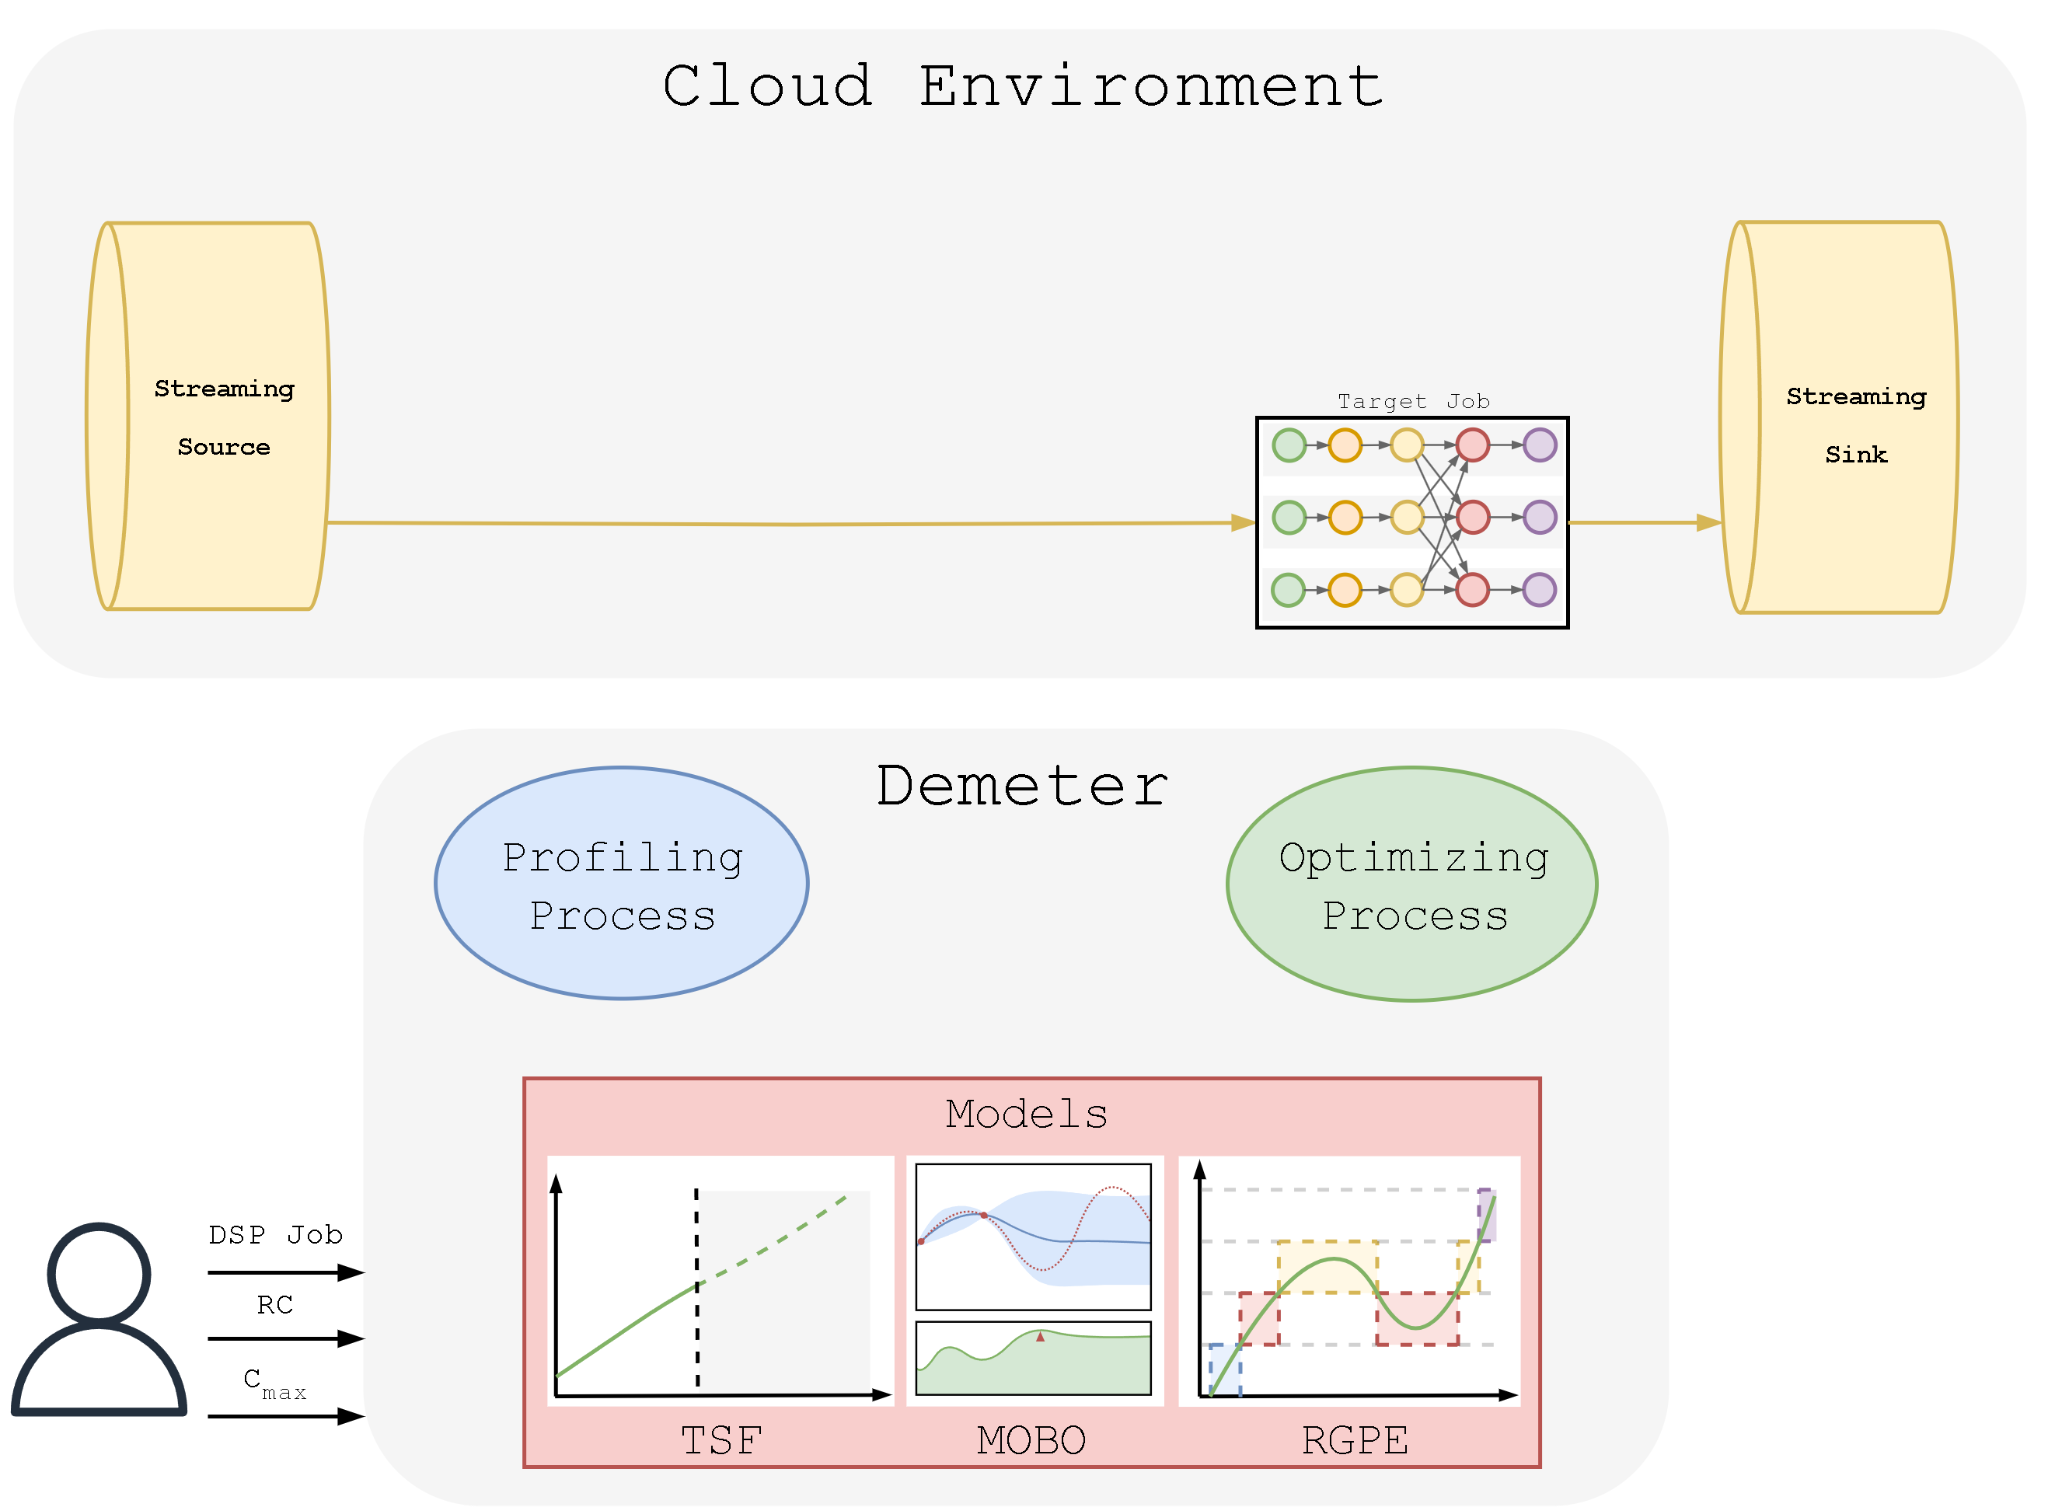 Cloud Environment
Streaming
Source
Target Job
Streaming
Sink
Demeter
Profiling
Process
Optimizing
Process
Models
TSF
MOBO
RGPE
DSP Job
RC
Cmax